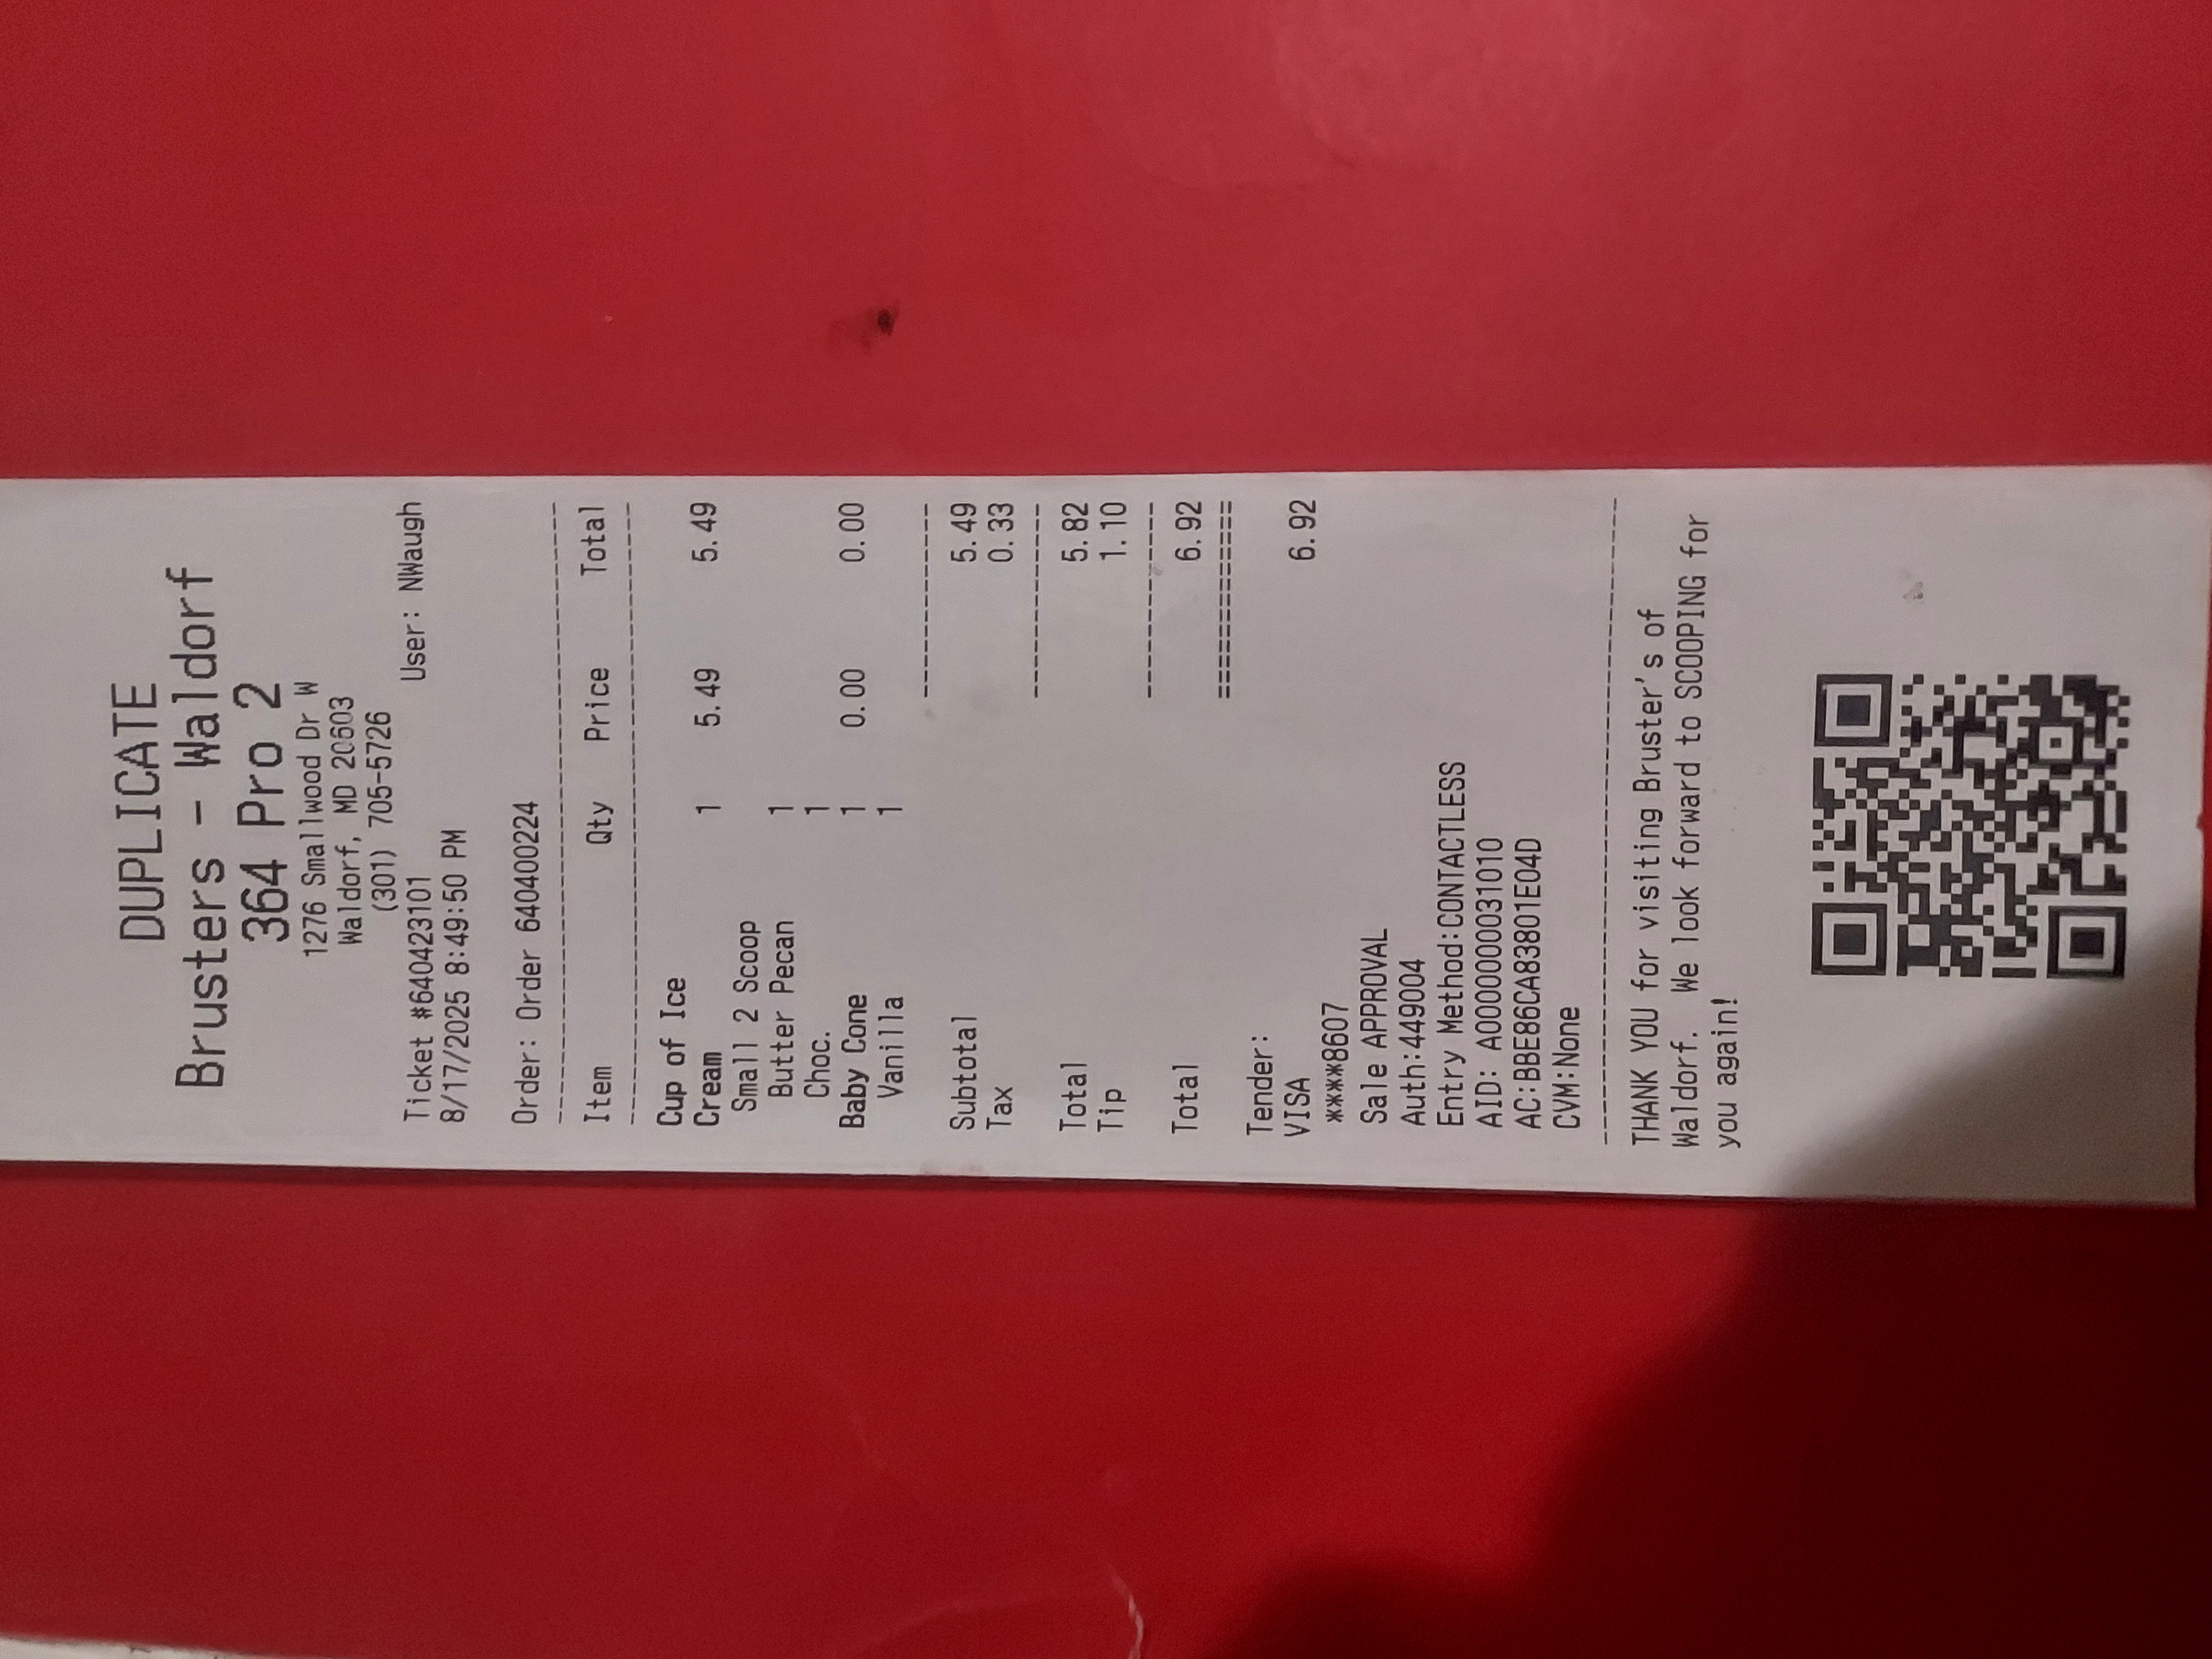 DUPLICATE
Brusters - Waldorf
364 Pro 2
1276 Smallwood Dr W
Waldorf, MD 20603
(301) 705-5726
Ticket #640423101 User: NWaugh
8/17/2025 8:49:50 PM
Order: Order 640400224
Item Qty Price Total
Cup of Ice
Cream 1 5.49 5.49
Small 2 Scoop
Butter Pecan 1
Choc. 1
Baby Cone 1 0.00 0.00
Vanilla 1
Subtotal 5.49
Tax 0.33
Total 5.82
Tip 1.10
Total 6.92
Tender:
VISA 6.92
****8607
Sale APPROVAL
Auth:449004
Entry Method:CONTACTLESS
AID: A0000000031010
AC:BBE86CA83801E04D
CVM:None
THANK YOU for visiting Bruster's of
Waldorf. We look forward to SCOOPING for
you again!